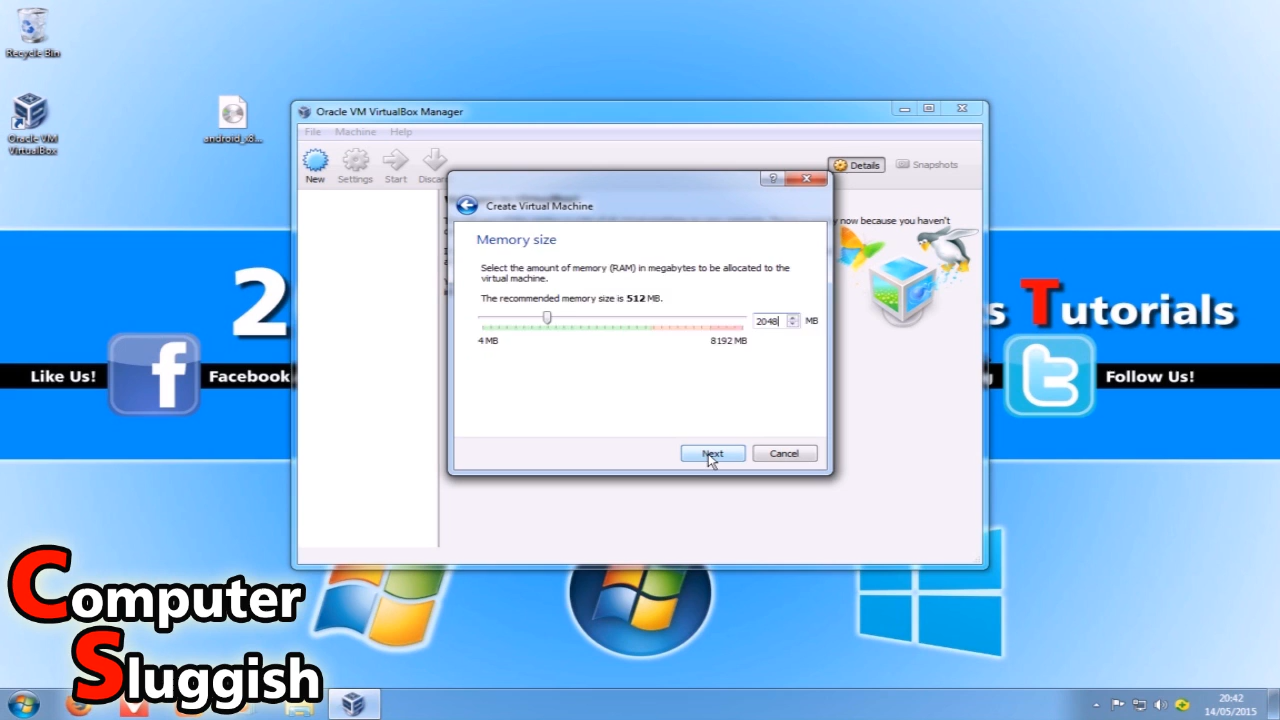 Recycle Bin
Oracle VM
VirtualBox
android_x8...
Oracle VM VirtualBox Manager
File Machine Help
New Settings Start Discar
Details Snapshots
Create Virtual Machine
y now because you haven't
Memory size
Select the amount of memory (RAM) in megabytes to be allocated to the
virtual machine.
The recommended memory size is 512 MB.
2048 MB
4 MB 8192 MB
Next Cancel
2 s Tutorials
Like Us! f Facebook
t Follow Us!
Computer
Sluggish
20:42
14/05/2015